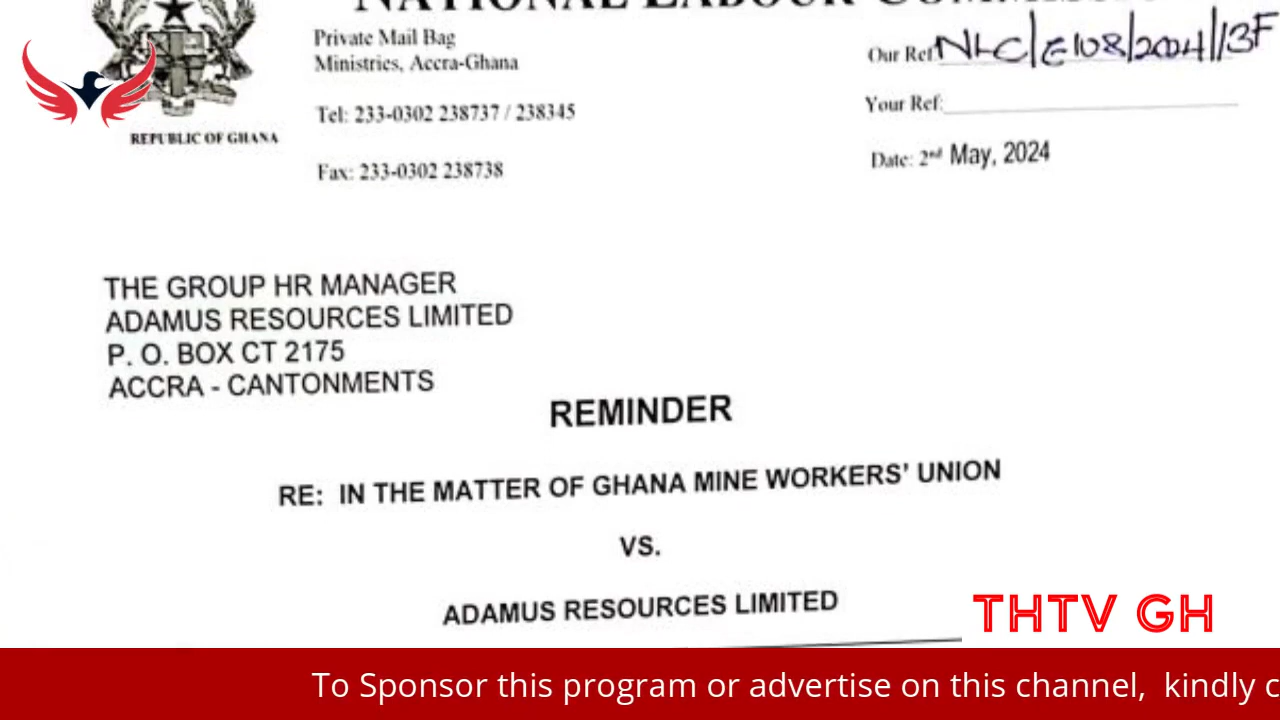 NATIONAL LABOUR
Private Mail Bag
Ministries, Accra-Ghana
Our Ref: NLC/E108/2024/13F
Tel: 233-0302 238737 / 238345
Your Ref:
REPUBLIC OF GHANA
Fax: 233-0302 238738
Date: 2nd May, 2024
THE GROUP HR MANAGER
ADAMUS RESOURCES LIMITED
P. O. BOX CT 2175
ACCRA - CANTONMENTS
REMINDER
RE: IN THE MATTER OF GHANA MINE WORKERS' UNION
VS.
ADAMUS RESOURCES LIMITED
THTV GH
To Sponsor this program or advertise on this channel, kindly c